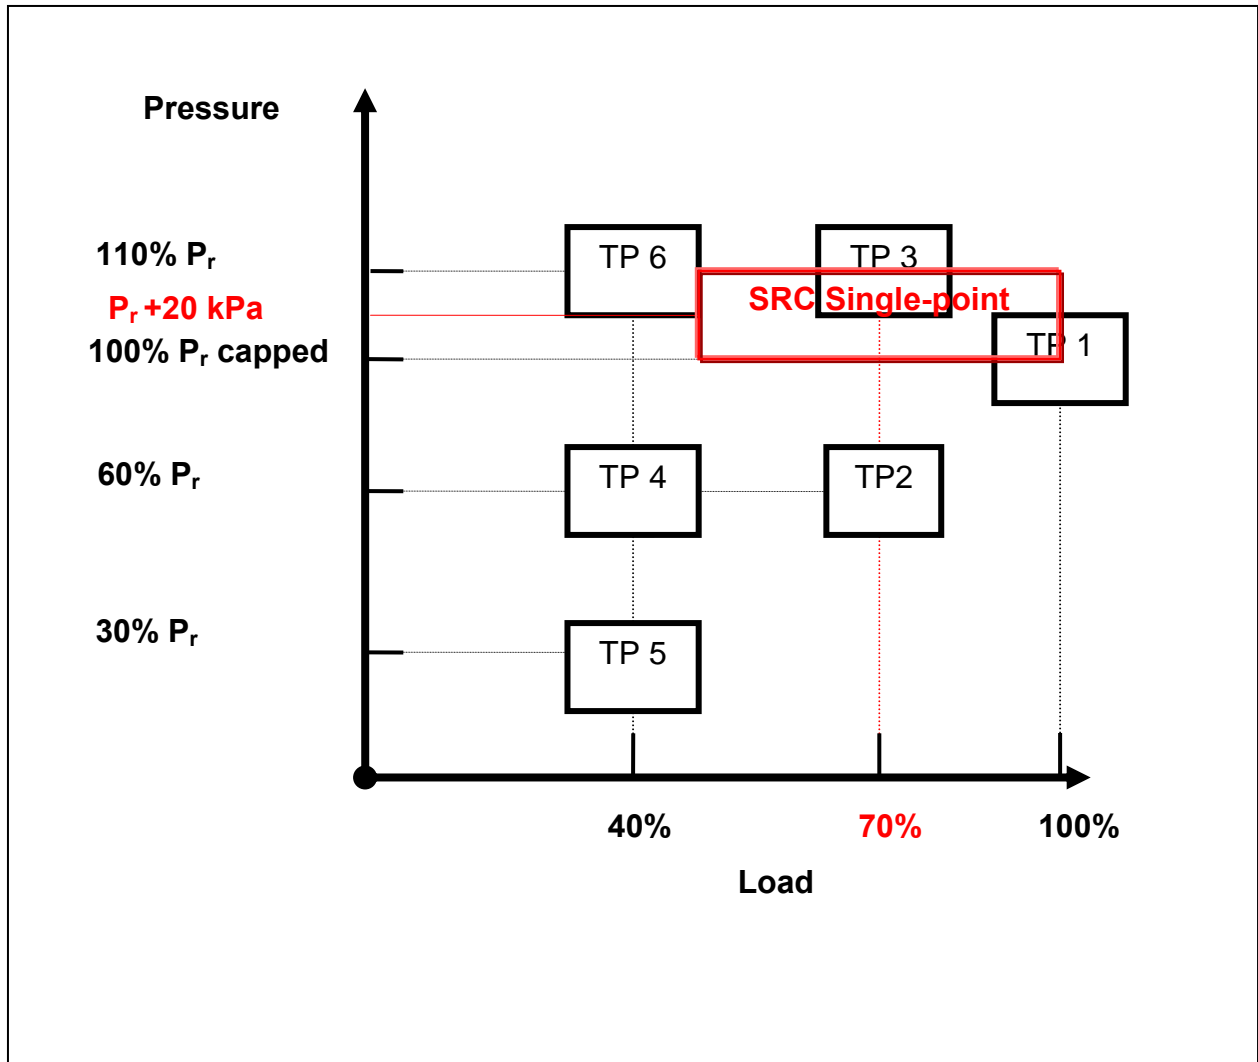 Pressure
110% Pr
TP 6
TP 3
Pr +20 kPa
SRC Single-point
100% Pr capped
TP 1
60% Pr
TP 4
TP2
30% Pr
TP 5
40%
70%
100%
Load